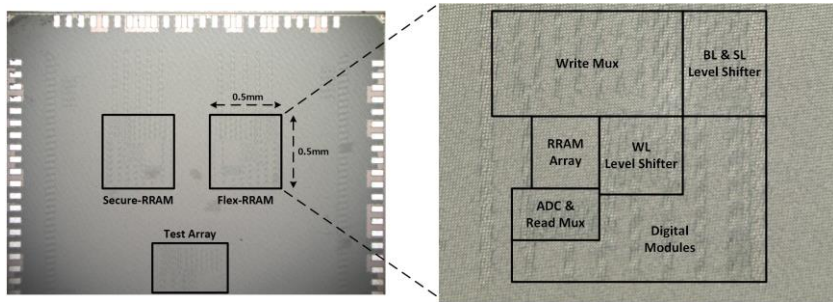 0.5mm
0.5mm
Secure-RRAM
Flex-RRAM
Test Array
Write Mux
BL & SL
Level Shifter
RRAM
Array
WL
Level Shifter
ADC &
Read Mux
Digital
Modules